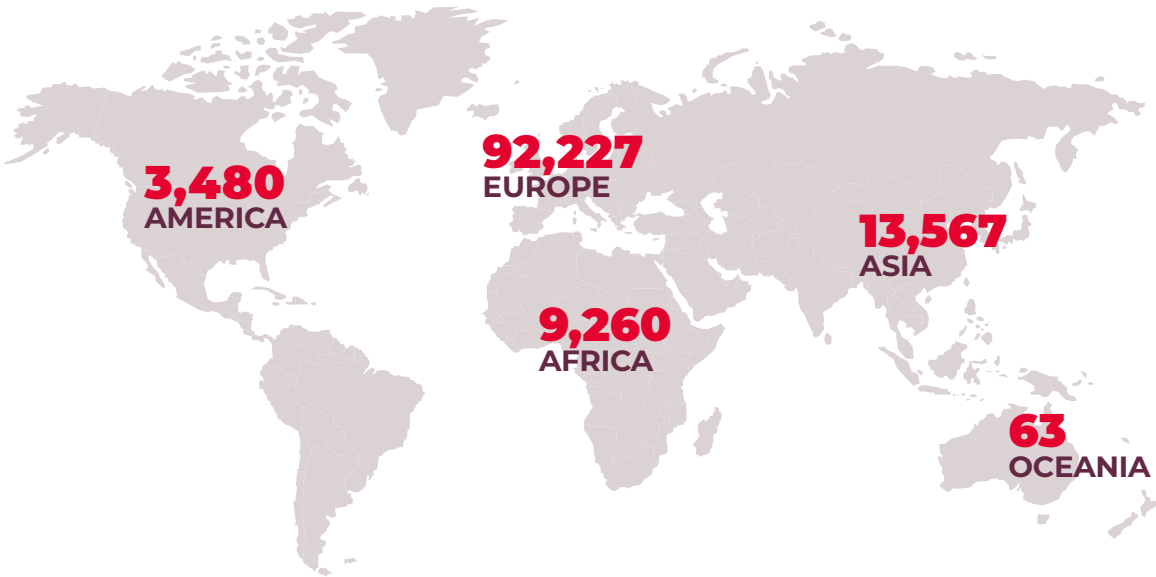 92,227
EUROPE
3,480
AMERICA
13,567
ASIA
9,260
AFRICA
63
OCEANIA